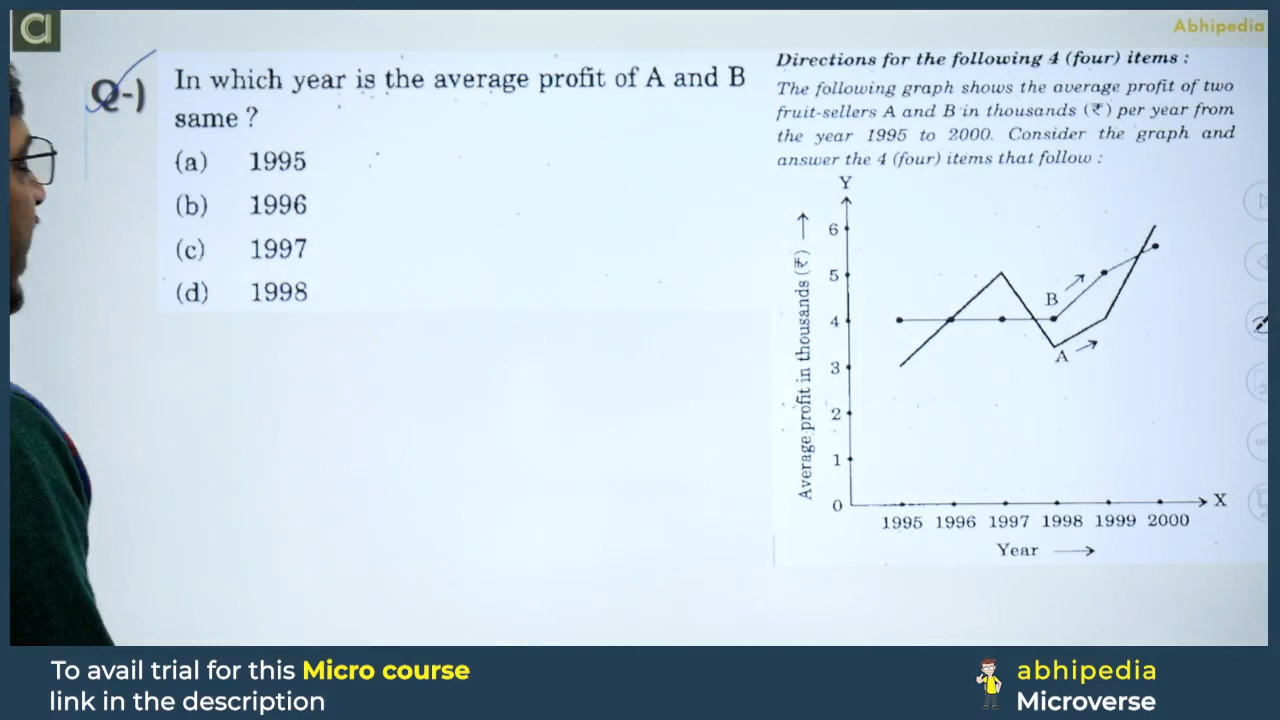 a
Abhipedia
Q-)
In which year is the average profit of A and B
same ?
(a) 1995
(b) 1996
(c) 1997
(d) 1998
Directions for the following 4 (four) items :
The following graph shows the average profit of two
fruit-sellers A and B in thousands (₹) per year from
the year 1995 to 2000. Consider the graph and
answer the 4 (four) items that follow :
Y
Average profit in thousands (₹) →
6
5
4
3
2
1
0
B
A
X
1995 1996 1997 1998 1999 2000
Year →
To avail trial for this Micro course
link in the description
abhipedia
Microverse